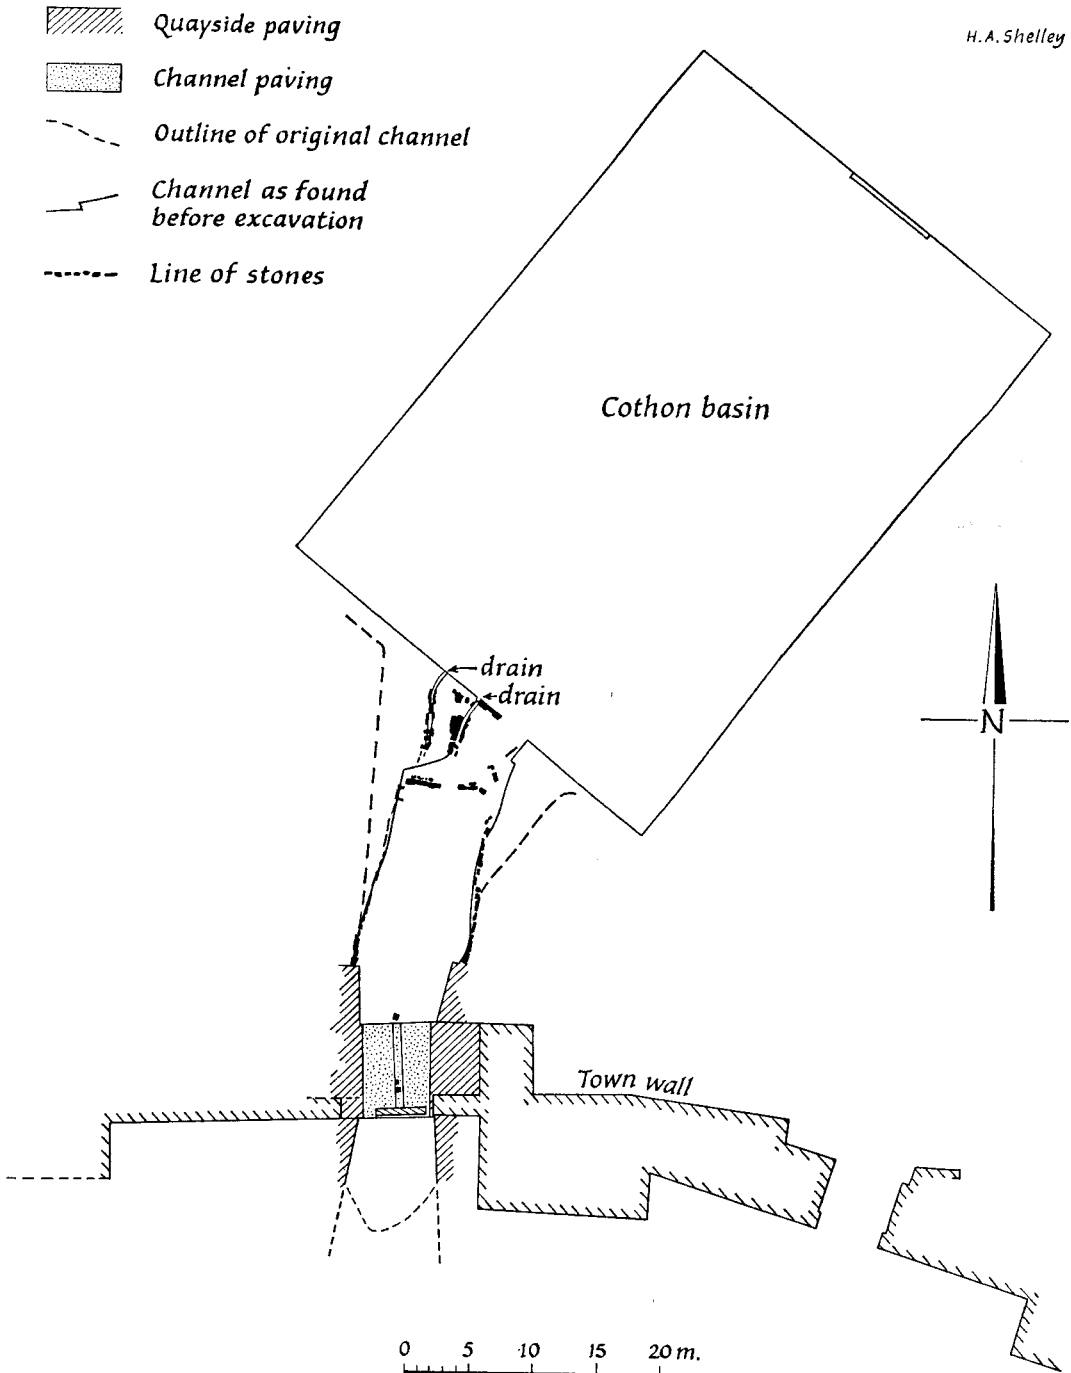 Quayside paving
H.A. Shelley
Channel paving
Outline of original channel
Channel as found
before excavation
Line of stones
Cothon basin
drain
drain
N
Town wall
0 5 10 15 20 m.